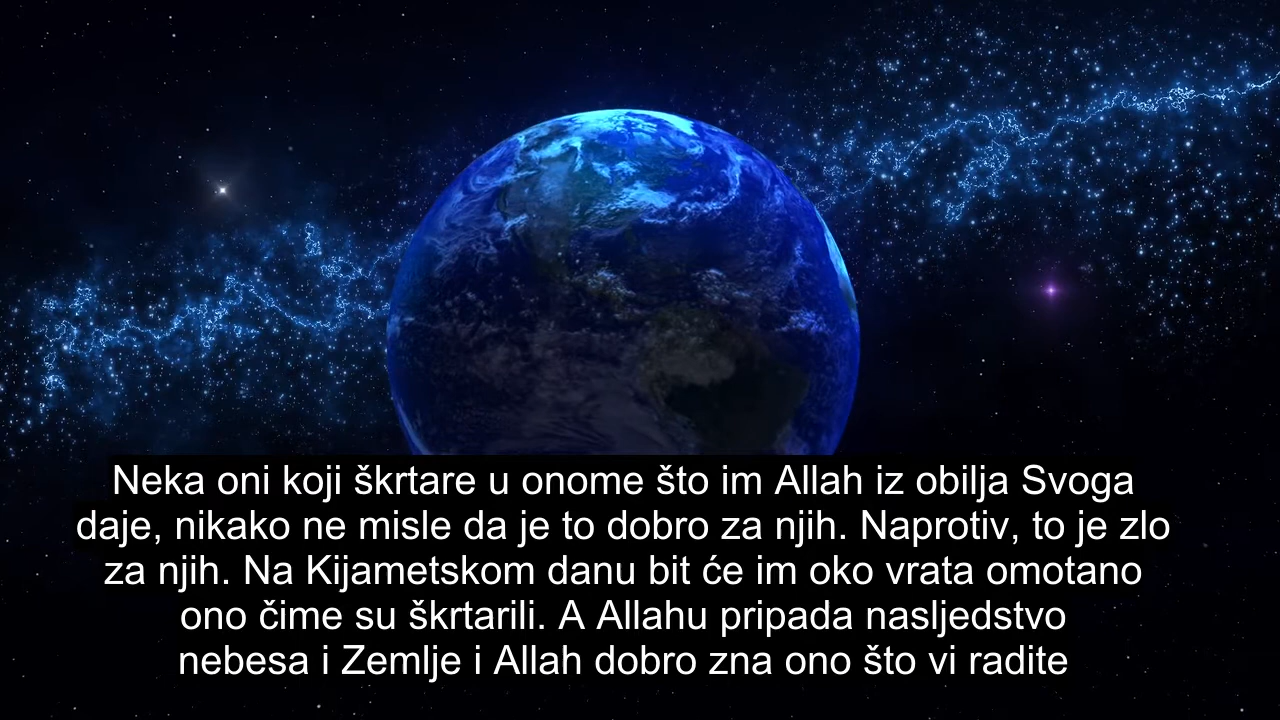 Neka oni koji škrtare u onome što im Allah iz obilja Svoga
daje, nikako ne misle da je to dobro za njih. Naprotiv, to je zlo
za njih. Na Kijametskom danu bit će im oko vrata omotano
ono čime su škrtarili. A Allahu pripada nasljedstvo
nebesa i Zemlje i Allah dobro zna ono što vi radite